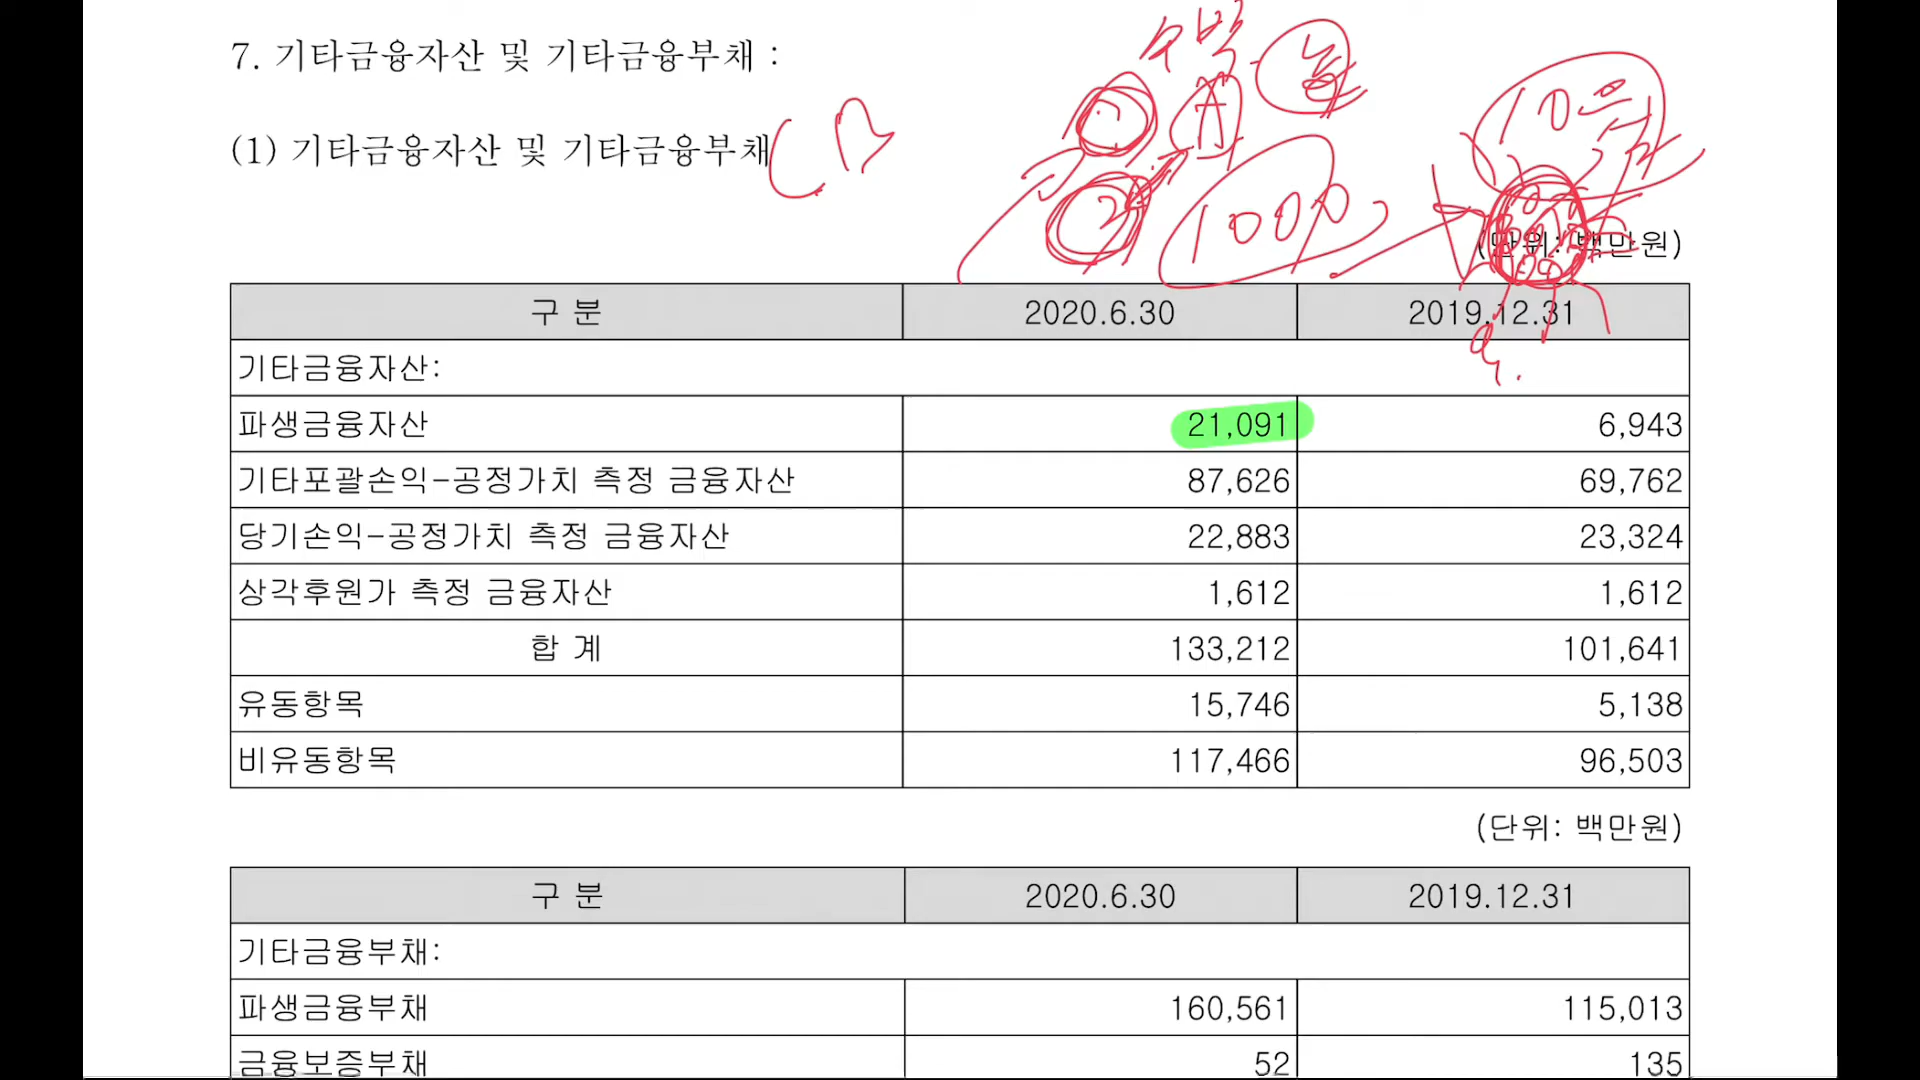 7. 기타금융자산 및 기타금융부채 :
(1) 기타금융자산 및 기타금융부채
수박
100%
(단위: 백만원)
구 분 2020.6.30 2019.12.31
기타금융자산:
파생금융자산 21,091 6,943
기타포괄손익-공정가치 측정 금융자산 87,626 69,762
당기손익-공정가치 측정 금융자산 22,883 23,324
상각후원가 측정 금융자산 1,612 1,612
합 계 133,212 101,641
유동항목 15,746 5,138
비유동항목 117,466 96,503
(단위: 백만원)
구 분 2020.6.30 2019.12.31
기타금융부채:
파생금융부채 160,561 115,013
금융보증부채 52 135